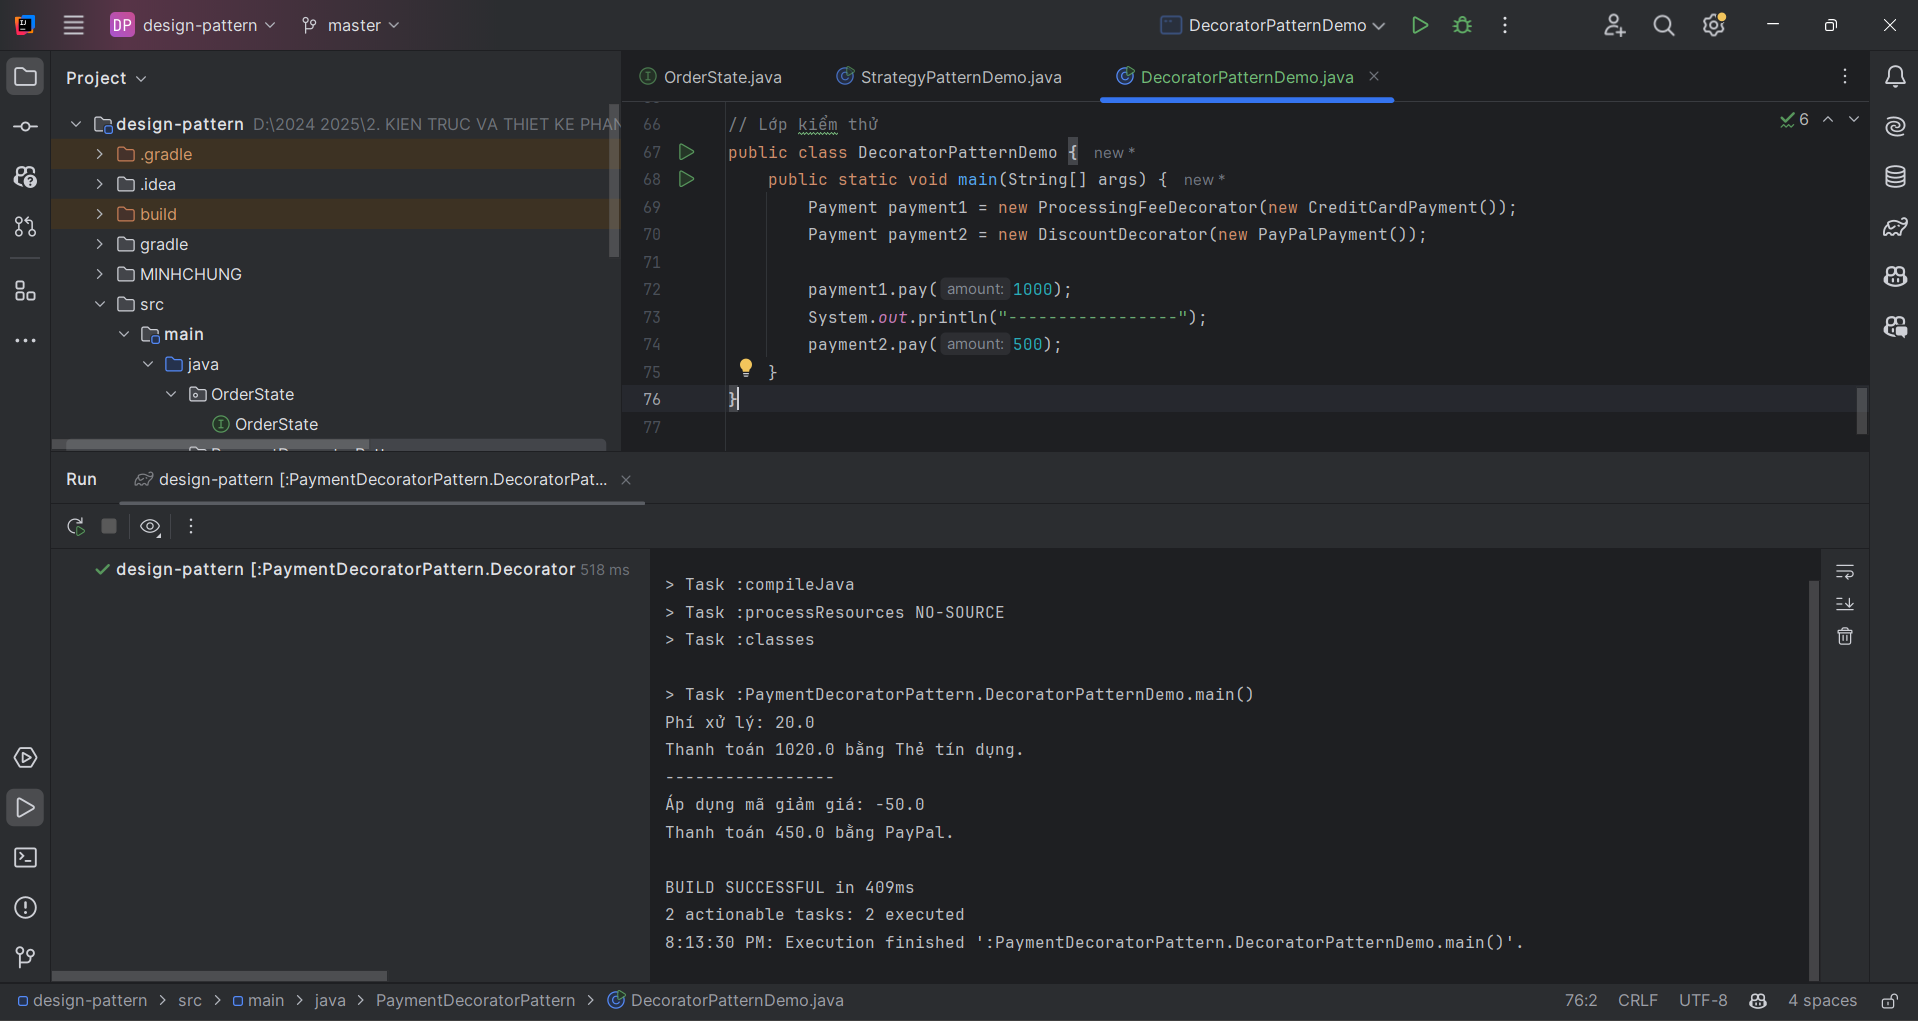 DP design-pattern master DecoratorPatternDemo
Project
design-pattern D:\2024 2025\2. KIEN TRUC VA THIET KE PHAN
.gradle
.idea
build
gradle
MINHCHUNG
src
main
java
OrderState
OrderState
OrderState.java StrategyPatternDemo.java DecoratorPatternDemo.java
6
66 // Lớp kiểm thử
67 public class DecoratorPatternDemo { new *
68 public static void main(String[] args) { new *
69 Payment payment1 = new ProcessingFeeDecorator(new CreditCardPayment());
70 Payment payment2 = new DiscountDecorator(new PayPalPayment());
71
72 payment1.pay( amount: 1000);
73 System.out.println("-----------------");
74 payment2.pay( amount: 500);
75 }
76 }
77
Run design-pattern [:PaymentDecoratorPattern.DecoratorPat...
design-pattern [:PaymentDecoratorPattern.Decorator 518 ms
> Task :compileJava
> Task :processResources NO-SOURCE
> Task :classes
> Task :PaymentDecoratorPattern.DecoratorPatternDemo.main()
Phí xử lý: 20.0
Thanh toán 1020.0 bằng Thẻ tín dụng.
-----------------
Áp dụng mã giảm giá: -50.0
Thanh toán 450.0 bằng PayPal.
BUILD SUCCESSFUL in 409ms
2 actionable tasks: 2 executed
8:13:30 PM: Execution finished ':PaymentDecoratorPattern.DecoratorPatternDemo.main()'.
design-pattern > src > main > java > PaymentDecoratorPattern > DecoratorPatternDemo.java 76:2 CRLF UTF-8 4 spaces